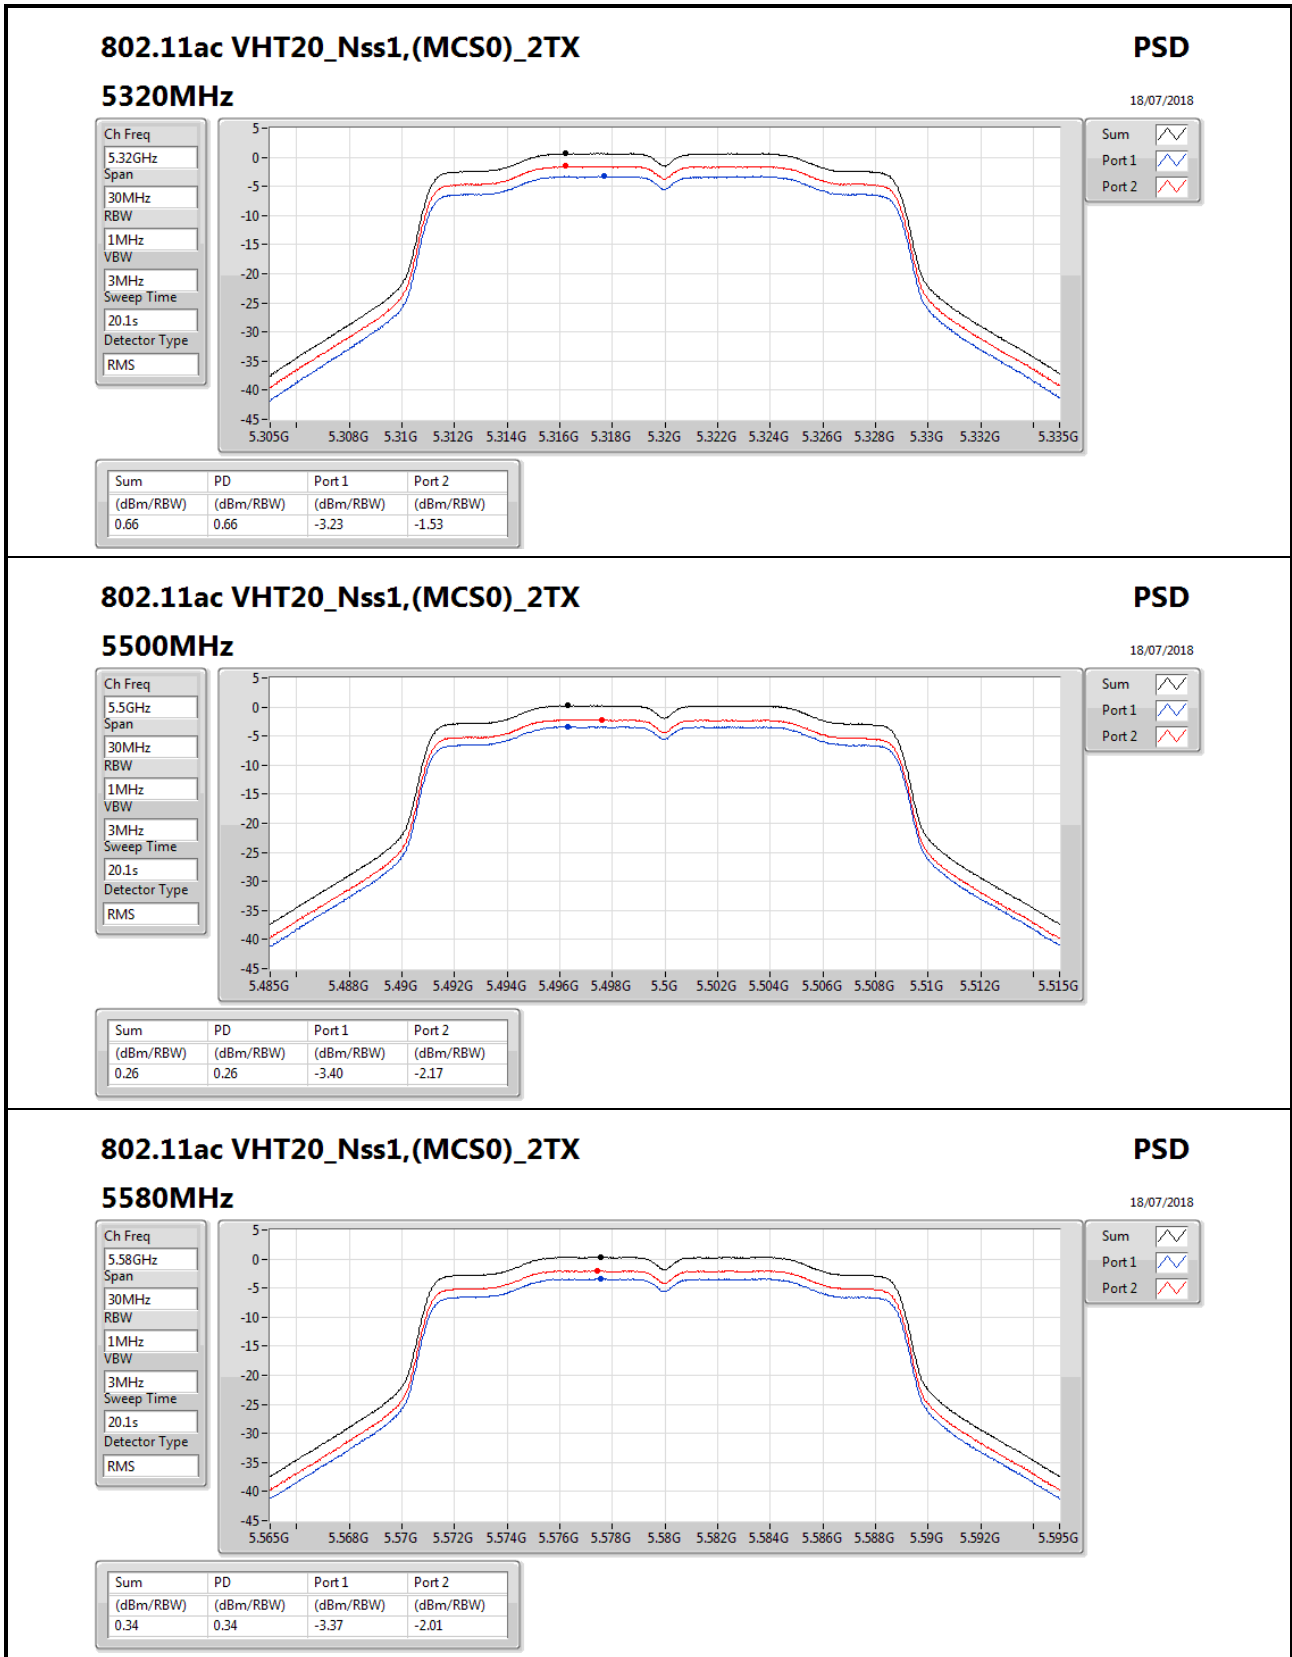 802.11ac VHT20_Nss1,(MCS0)_2TX PSD
5320MHz 18/07/2018
Ch Freq
5.32GHz
Span
30MHz
RBW
1MHz
VBW
3MHz
Sweep Time
20.1s
Detector Type
RMS
5
0
-5
-10
-15
-20
-25
-30
-35
-40
-45
5.305G 5.308G 5.31G 5.312G 5.314G 5.316G 5.318G 5.32G 5.322G 5.324G 5.326G 5.328G 5.33G 5.332G 5.335G
Sum
Port 1
Port 2
Sum PD Port 1 Port 2
(dBm/RBW) (dBm/RBW) (dBm/RBW) (dBm/RBW)
0.66 0.66 -3.23 -1.53
802.11ac VHT20_Nss1,(MCS0)_2TX PSD
5500MHz 18/07/2018
Ch Freq
5.5GHz
Span
30MHz
RBW
1MHz
VBW
3MHz
Sweep Time
20.1s
Detector Type
RMS
5
0
-5
-10
-15
-20
-25
-30
-35
-40
-45
5.485G 5.488G 5.49G 5.492G 5.494G 5.496G 5.498G 5.5G 5.502G 5.504G 5.506G 5.508G 5.51G 5.512G 5.515G
Sum
Port 1
Port 2
Sum PD Port 1 Port 2
(dBm/RBW) (dBm/RBW) (dBm/RBW) (dBm/RBW)
0.26 0.26 -3.40 -2.17
802.11ac VHT20_Nss1,(MCS0)_2TX PSD
5580MHz 18/07/2018
Ch Freq
5.58GHz
Span
30MHz
RBW
1MHz
VBW
3MHz
Sweep Time
20.1s
Detector Type
RMS
5
0
-5
-10
-15
-20
-25
-30
-35
-40
-45
5.565G 5.568G 5.57G 5.572G 5.574G 5.576G 5.578G 5.58G 5.582G 5.584G 5.586G 5.588G 5.59G 5.592G 5.595G
Sum
Port 1
Port 2
Sum PD Port 1 Port 2
(dBm/RBW) (dBm/RBW) (dBm/RBW) (dBm/RBW)
0.34 0.34 -3.37 -2.01